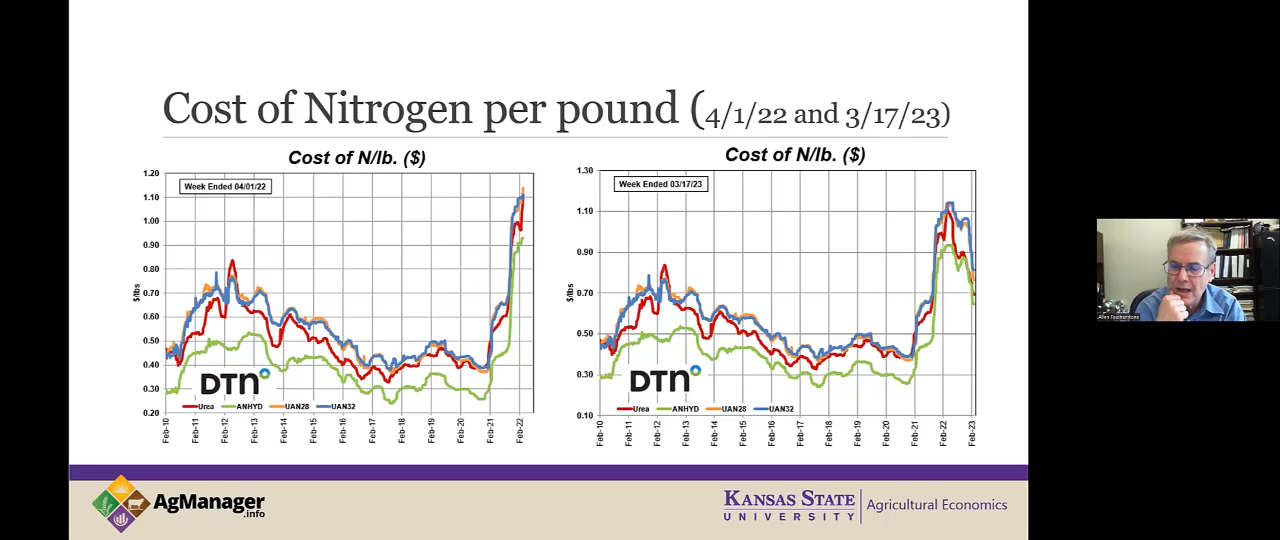 Cost of Nitrogen per pound (4/1/22 and 3/17/23)
Cost of N/lb. ($)
Week Ended 04/01/22
$/lbs
1.20
1.10
1.00
0.90
0.80
0.70
0.60
0.50
0.40
0.30
0.20
DTN
Urea ANHYD UAN28 UAN32
Feb-10 Feb-11 Feb-12 Feb-13 Feb-14 Feb-15 Feb-16 Feb-17 Feb-18 Feb-19 Feb-20 Feb-21 Feb-22
Cost of N/lb. ($)
Week Ended 03/17/23
$/lbs
1.30
1.10
0.90
0.70
0.50
0.30
0.10
DTN
Urea ANHYD UAN28 UAN32
Feb-10 Feb-11 Feb-12 Feb-13 Feb-14 Feb-15 Feb-16 Feb-17 Feb-18 Feb-19 Feb-20 Feb-21 Feb-22 Feb-23
Allen Featherstone
AgManager
.info
KANSAS STATE
UNIVERSITY
Agricultural Economics